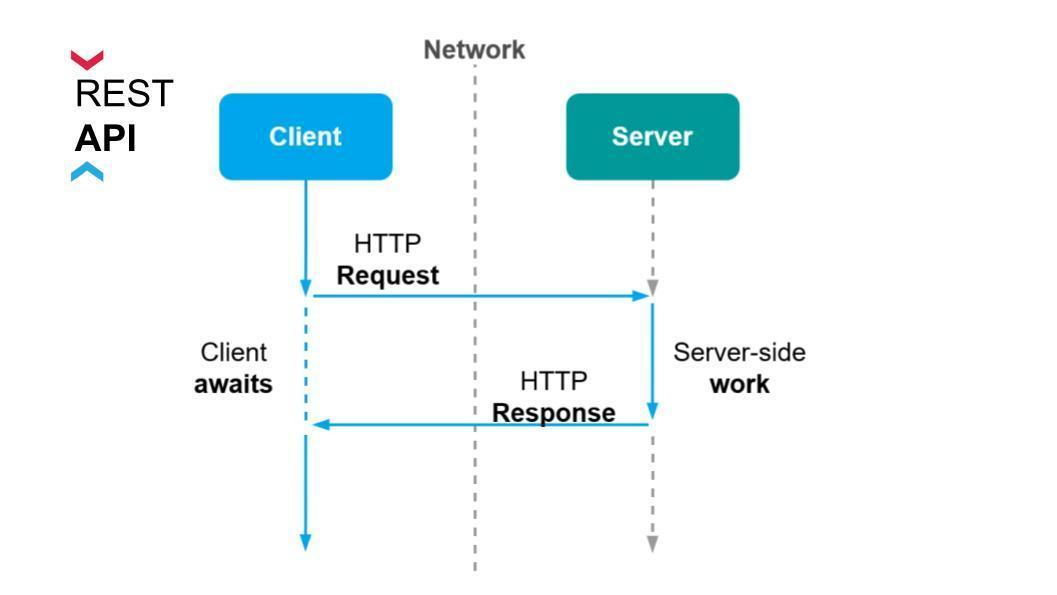 Network
REST
API
Client
Server
HTTP
Request
Client
awaits
Server-side
work
HTTP
Response